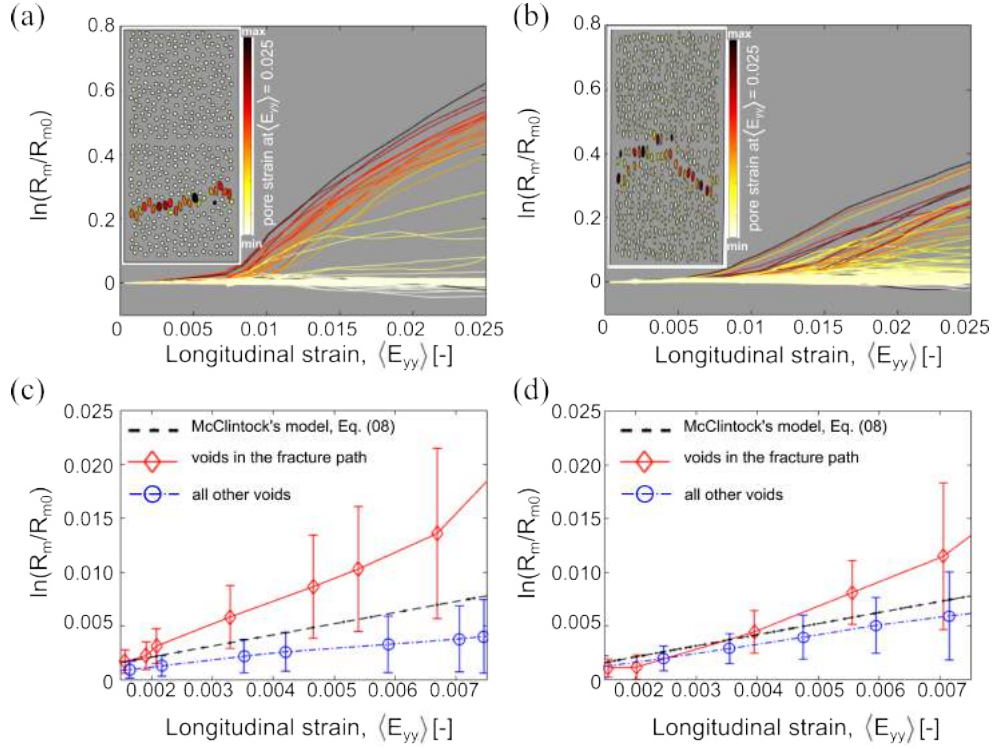 (a)
0.8
0.6
0.4
0.2
0
ln(Rm/Rm0)
max
min
pore strain at ⟨Eyy⟩ = 0.025
0 0.005 0.01 0.015 0.02 0.025
Longitudinal strain, ⟨Eyy⟩ [-]
(b)
0.8
0.6
0.4
0.2
0
ln(Rm/Rm0)
max
min
pore strain at ⟨Eyy⟩ = 0.025
0 0.005 0.01 0.015 0.02 0.025
Longitudinal strain, ⟨Eyy⟩ [-]
(c)
0.025
0.020
0.015
0.010
0.005
0
ln(Rm/Rm0)
McClintock's model, Eq. (08)
voids in the fracture path
all other voids
0.002 0.003 0.004 0.005 0.006 0.007
Longitudinal strain, ⟨Eyy⟩ [-]
(d)
0.025
0.020
0.015
0.010
0.005
0
ln(Rm/Rm0)
McClintock's model, Eq. (08)
voids in the fracture path
all other voids
0.002 0.003 0.004 0.005 0.006 0.007
Longitudinal strain, ⟨Eyy⟩ [-]